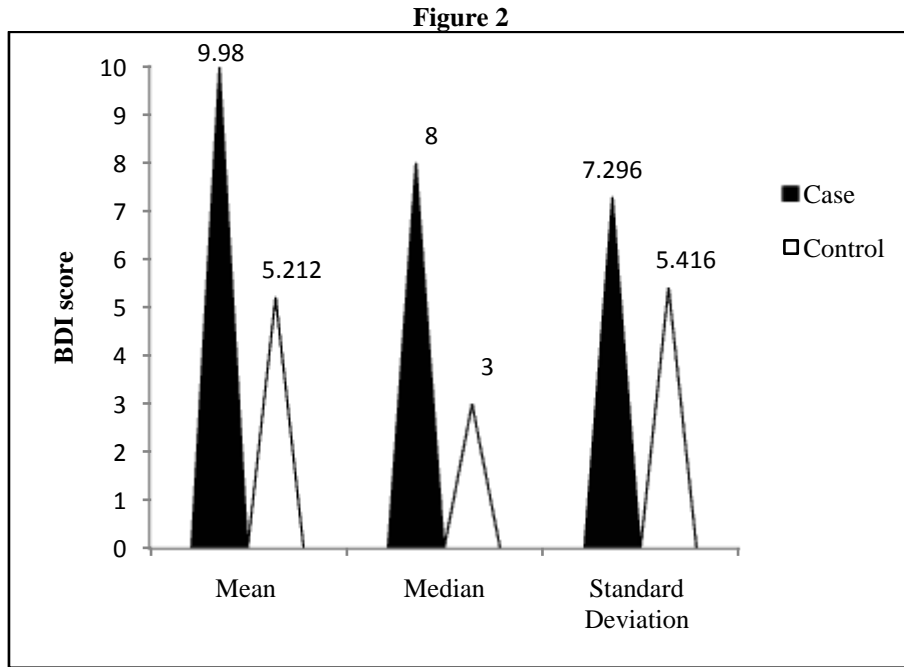 Figure 2
BDI score
10
9
8
7
6
5
4
3
2
1
0
9.98
5.212
8
3
7.296
5.416
Mean
Median
Standard
Deviation
Case
Control